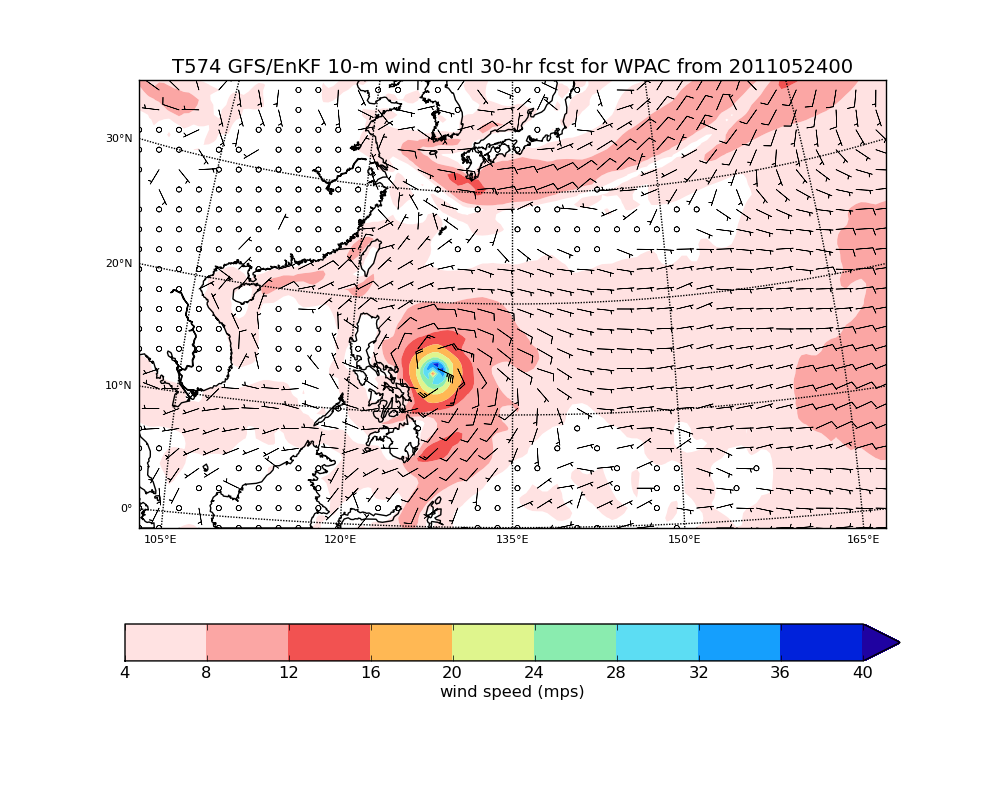 T574 GFS/EnKF 10-m wind cntl 30-hr fcst for WPAC from 2011052400
30°N
20°N
10°N
0°
105°E 120°E 135°E 150°E 165°E
4 8 12 16 20 24 28 32 36 40
wind speed (mps)